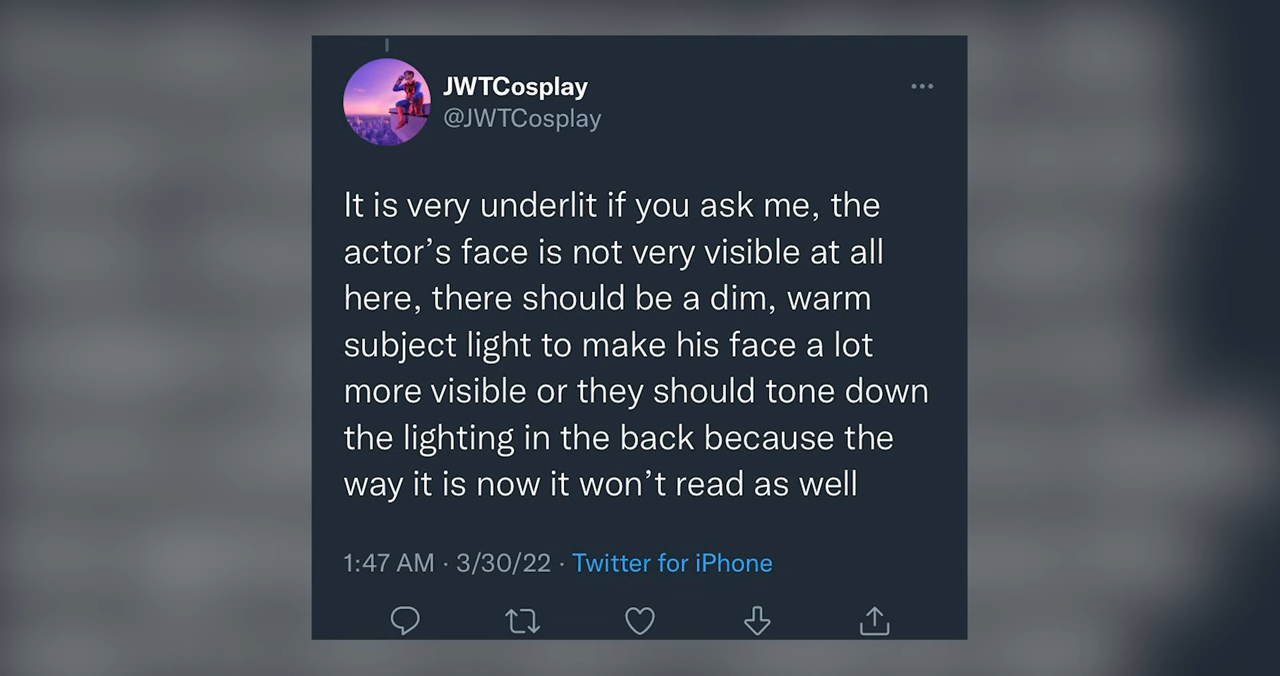 JWTCosplay
@JWTCosplay
It is very underlit if you ask me, the
actor’s face is not very visible at all
here, there should be a dim, warm
subject light to make his face a lot
more visible or they should tone down
the lighting in the back because the
way it is now it won’t read as well
1:47 AM · 3/30/22 · Twitter for iPhone